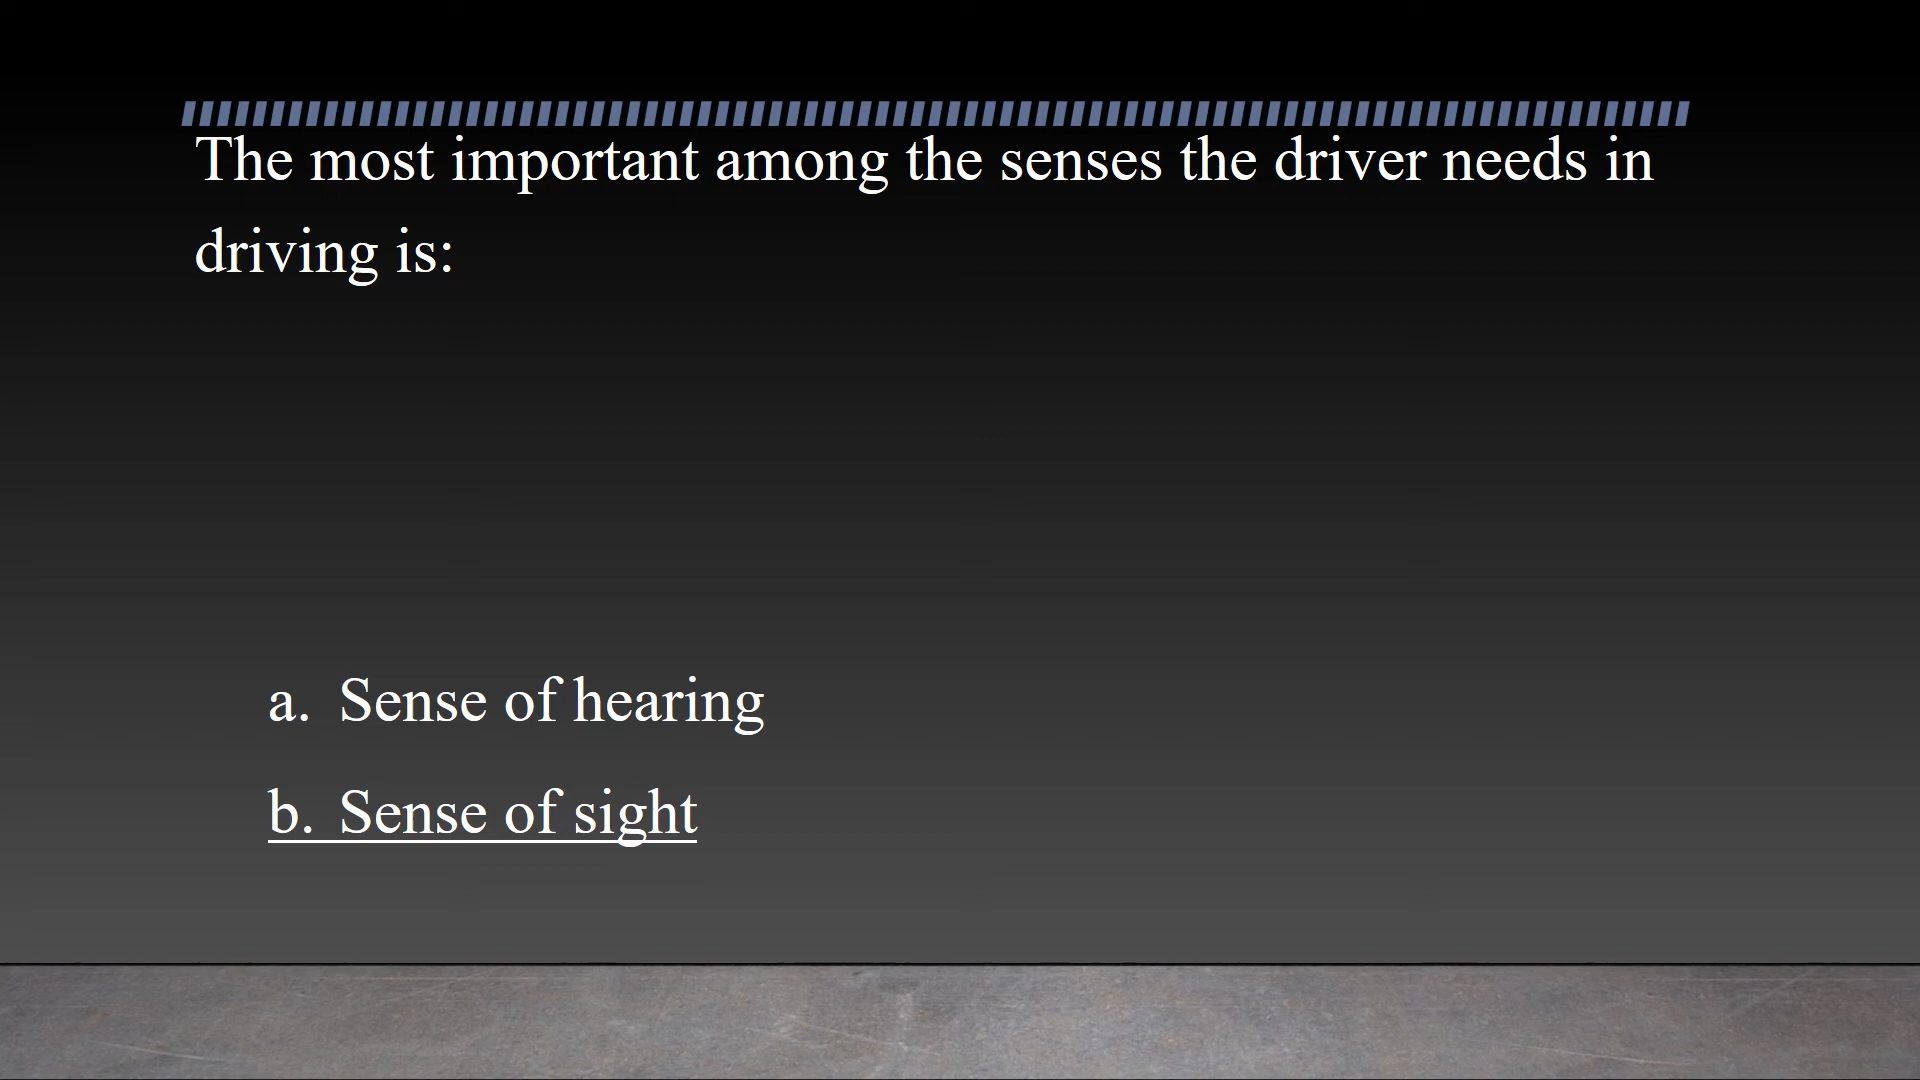 The most important among the senses the driver needs in
driving is:
a. Sense of hearing
b. Sense of sight